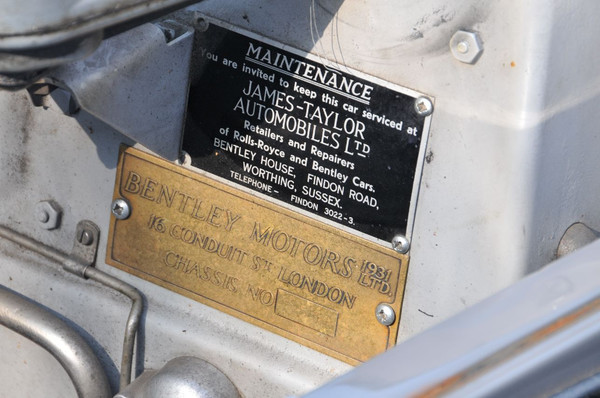 MAINTENANCE
You are invited to keep this car serviced at
JAMES-TAYLOR
AUTOMOBILES LTD
Retailers and Repairers
of Rolls-Royce and Bentley Cars.
BENTLEY HOUSE, FINDON ROAD,
WORTHING, SUSSEX.
TELEPHONE- FINDON 3022-3.
BENTLEY MOTORS 1931 LTD.
16 CONDUIT ST LONDON
CHASSIS NO